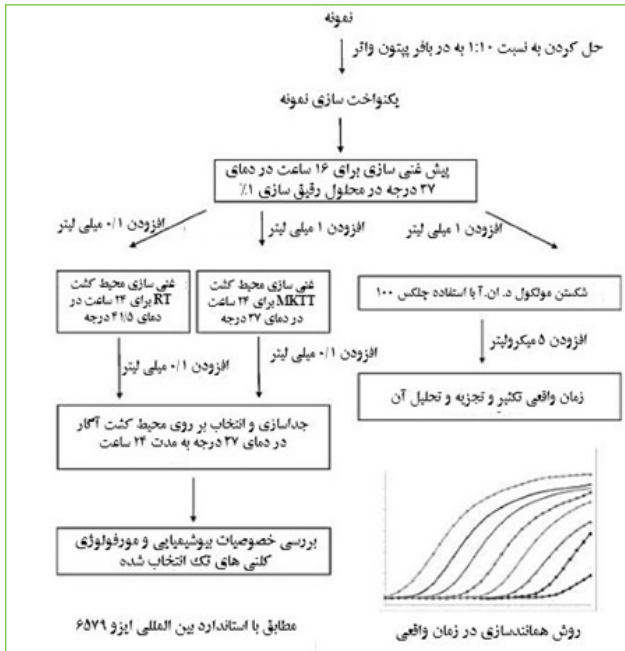 نمونه
حل کردن به نسبت ۱:۱۰ به در بافر پپتون واتر
یکنواخت سازی نمونه
پیش غنی سازی برای ۱۶ ساعت در دمای
۳۷ درجه در محلول رقیق سازی ۱٪
افزودن ۱ میلی لیتر
افزودن ۱ میلی لیتر
افزودن ۰/۱ میلی لیتر
شکستن مولکول د. ان.آ با استفاده چلکس ۱۰۰
غنی سازی محیط کشت
MKTT برای ۲۴ ساعت
در دمای ۳۷ درجه
غنی سازی محیط کشت
RT برای ۲۴ ساعت در
دمای ۴۱/۵ درجه
افزودن ۵ میکرولیتر
افزودن ۰/۱ میلی لیتر
افزودن ۰/۱ میلی لیتر
زمان واقعی تکثیر و تجزیه و تحلیل آن
جداسازی و انتخاب بر روی محیط کشت آگار
در دمای ۳۷ درجه به مدت ۲۴ ساعت
بررسی خصوصیات بیوشیمیایی و مورفولوژی
کلنی های تک انتخاب شده
روش همانندسازی در زمان واقعی
مطابق با استاندارد بین المللی ایزو ۶۵۷۹